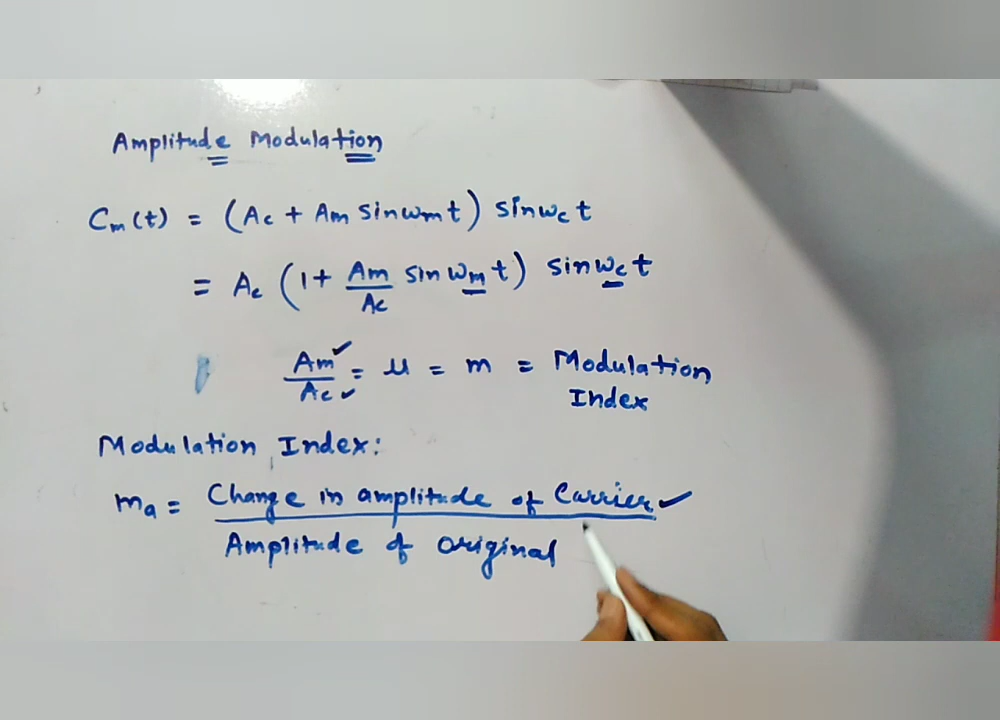 Amplitude Modulation
Cm(t) = (Ac + Am sinωmt) sinωct
= Ac (1 + Am/Ac sin ωmt) sinωct
Am/Ac = μ = m = Modulation Index
Modulation Index:
ma = Change in amplitude of Carrier / Amplitude of original